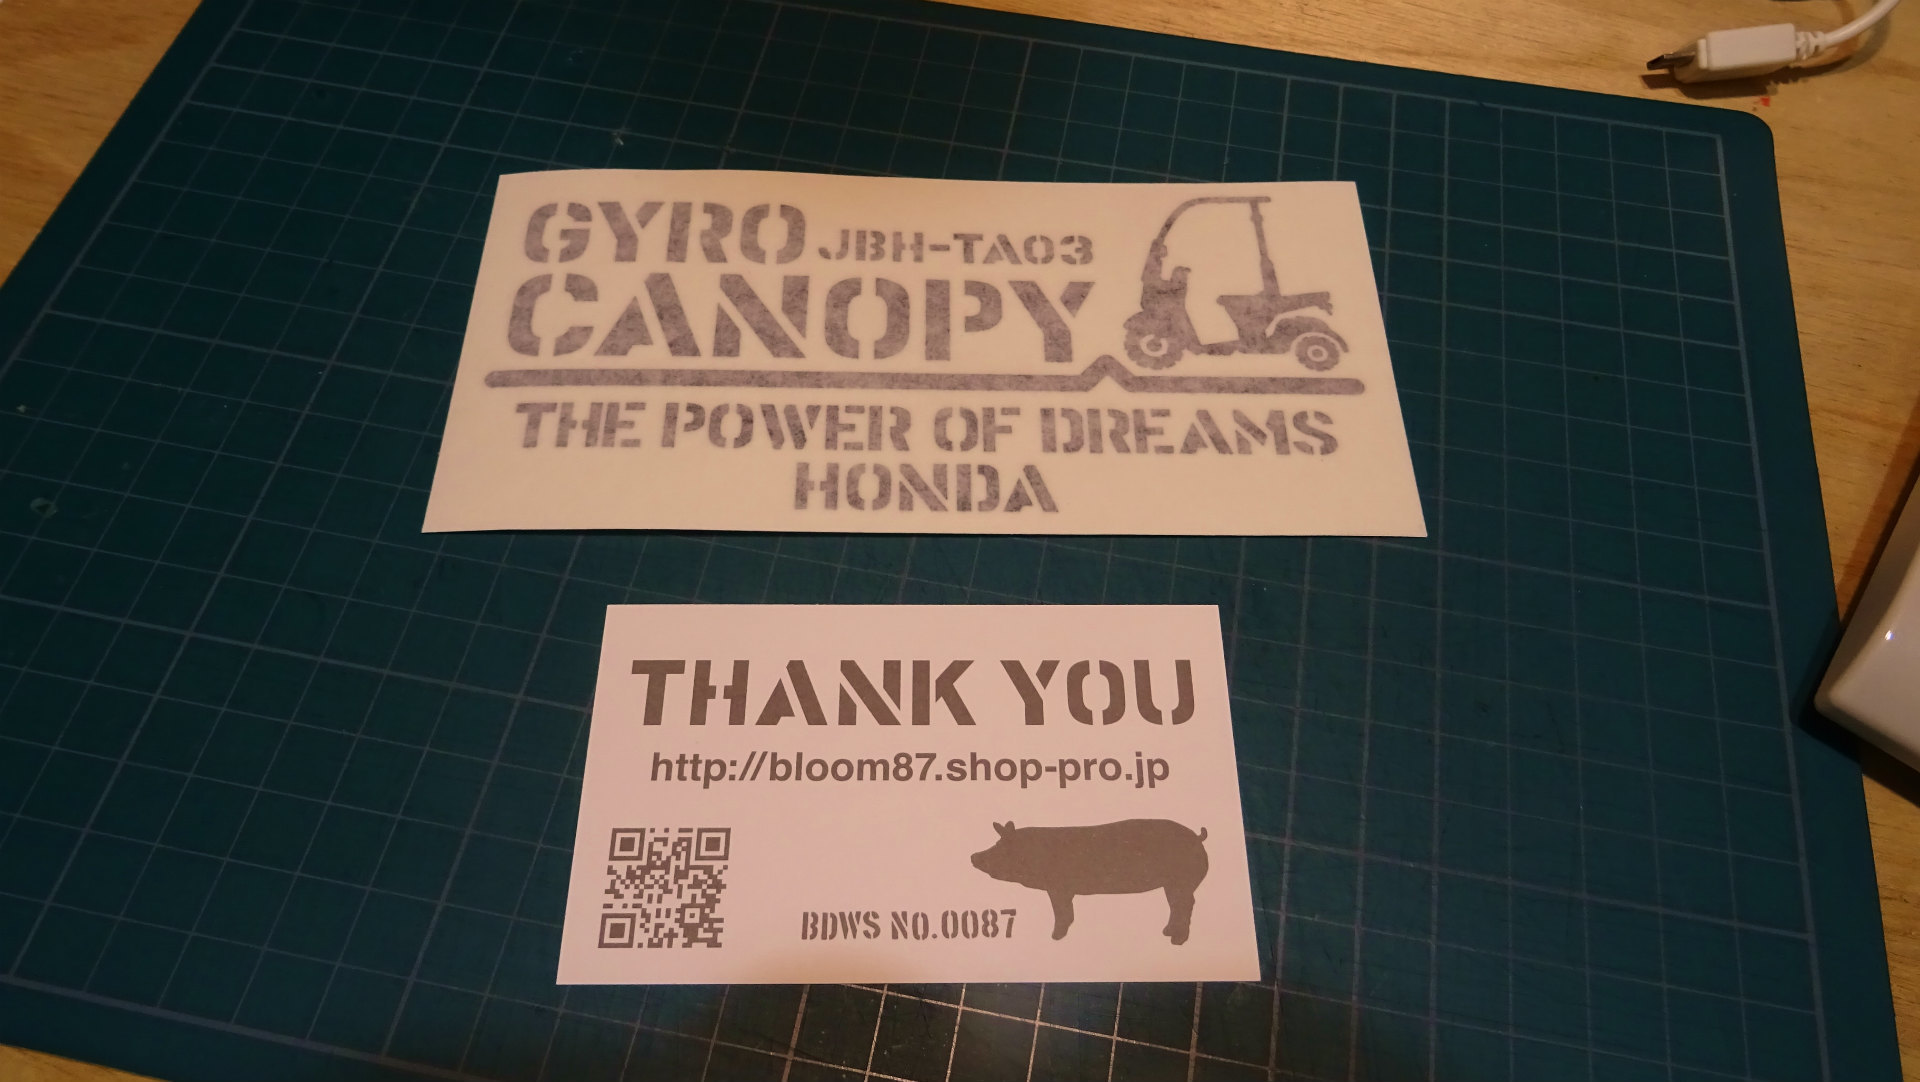 GYRO JBH-TA03
CANOPY
THE POWER OF DREAMS
HONDA
THANK YOU
http://bloom87.shop-pro.jp
BDWS NO.0087